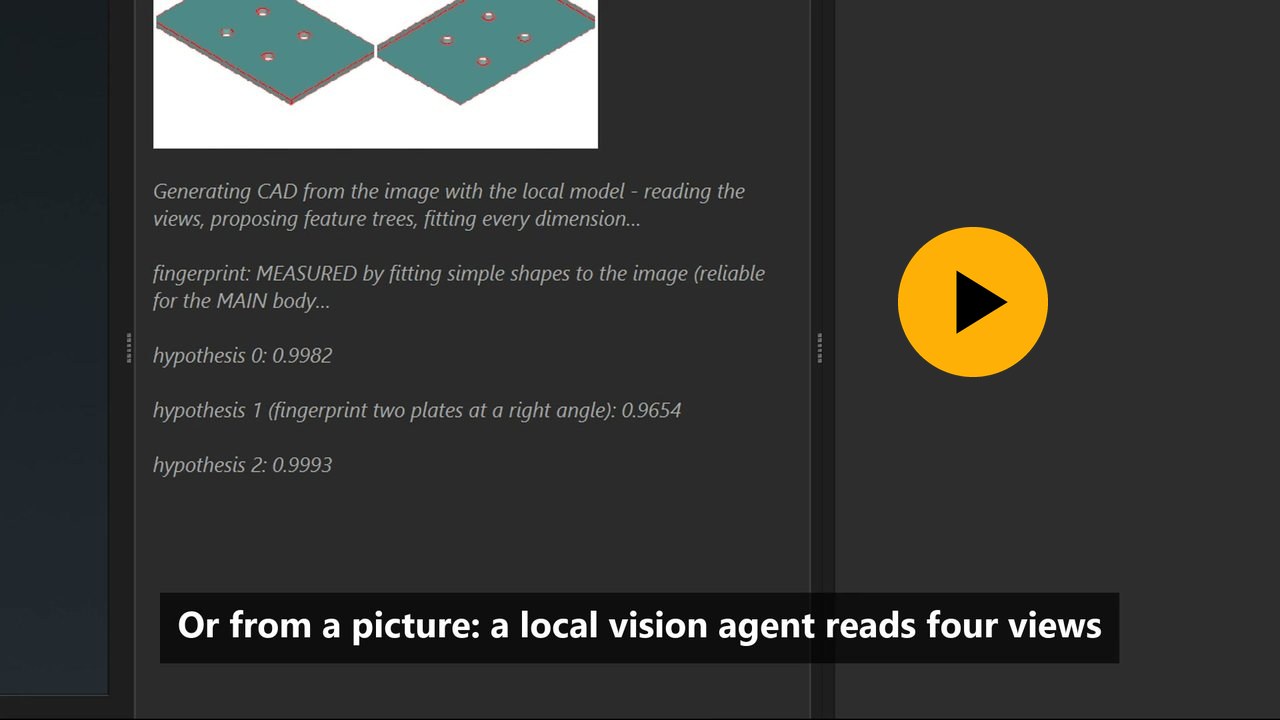 Generating CAD from the image with the local model - reading the
views, proposing feature trees, fitting every dimension...
fingerprint: MEASURED by fitting simple shapes to the image (reliable
for the MAIN body...
hypothesis 0: 0.9982
hypothesis 1 (fingerprint two plates at a right angle): 0.9654
hypothesis 2: 0.9993
Or from a picture: a local vision agent reads four views